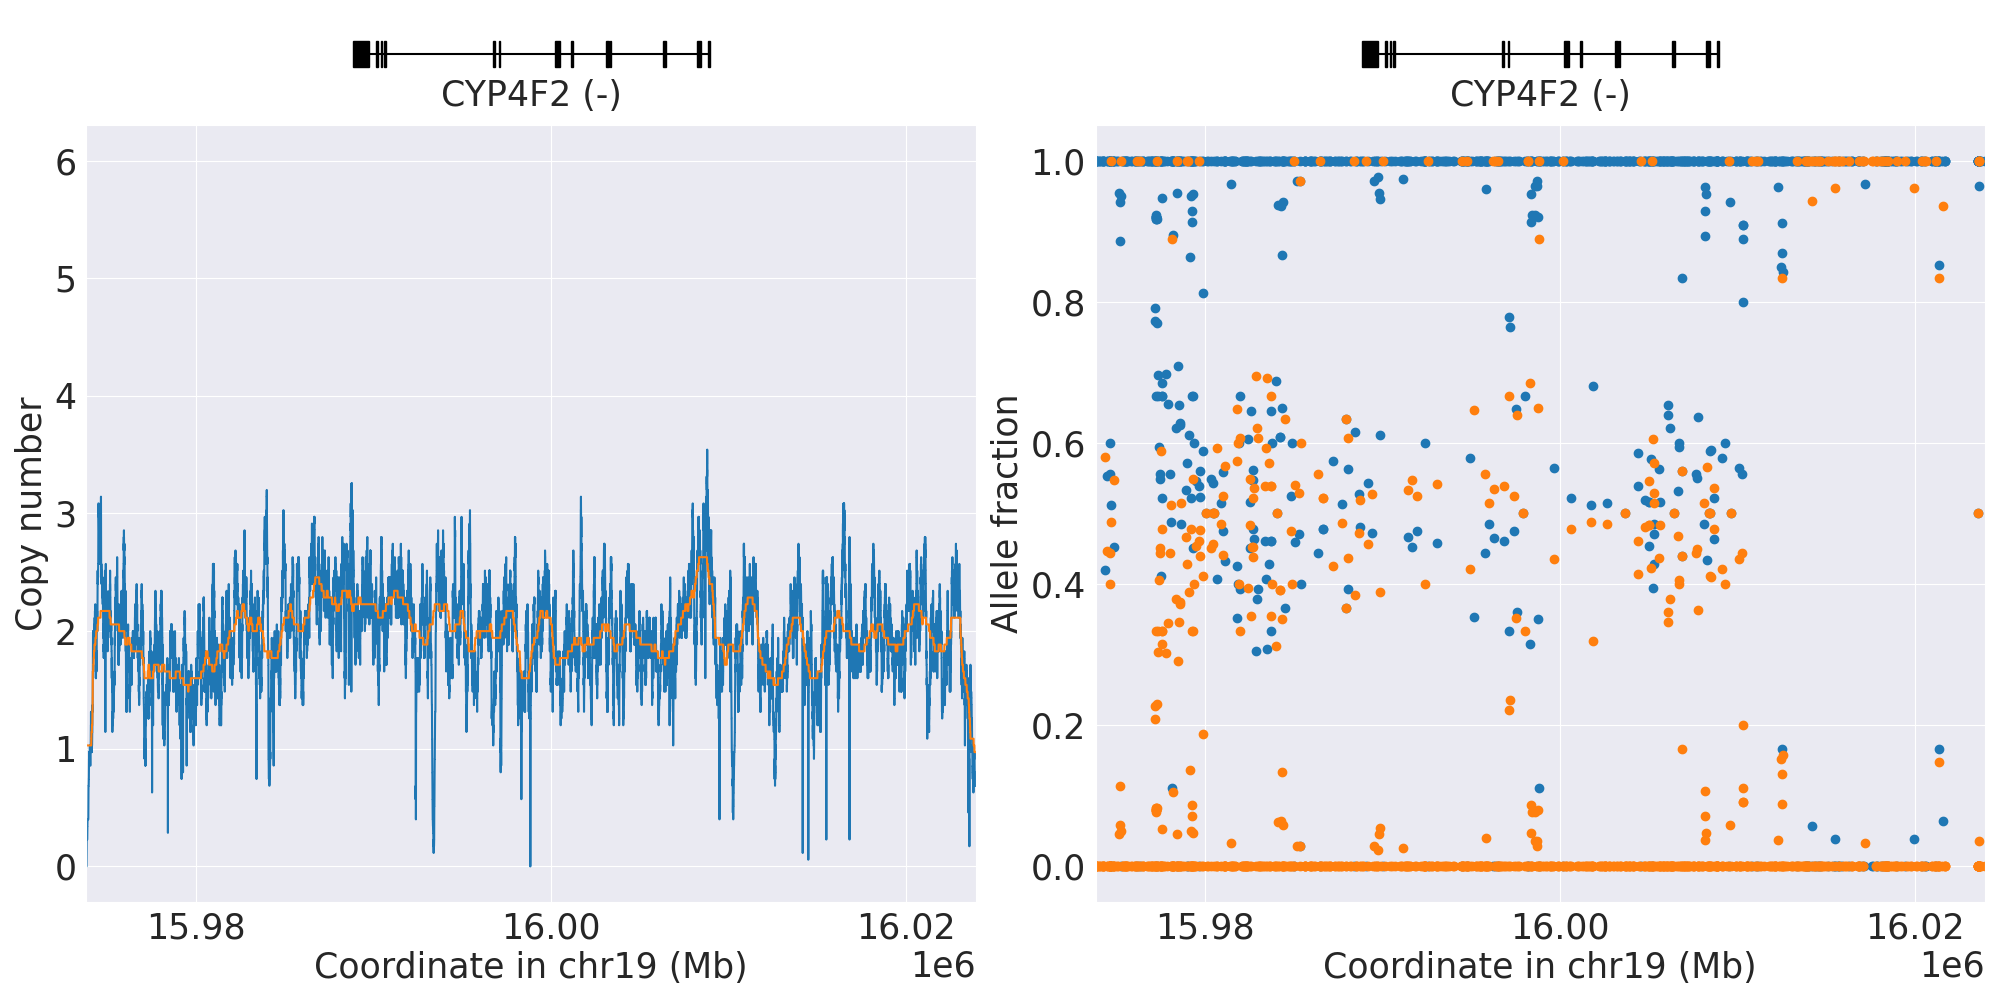 CYP4F2 (-)
6
5
4
3
2
1
0
Copy number
15.98
16.00
16.02
Coordinate in chr19 (Mb)
1e6
CYP4F2 (-)
1.0
0.8
0.6
0.4
0.2
0.0
Allele fraction
15.98
16.00
16.02
Coordinate in chr19 (Mb)
1e6